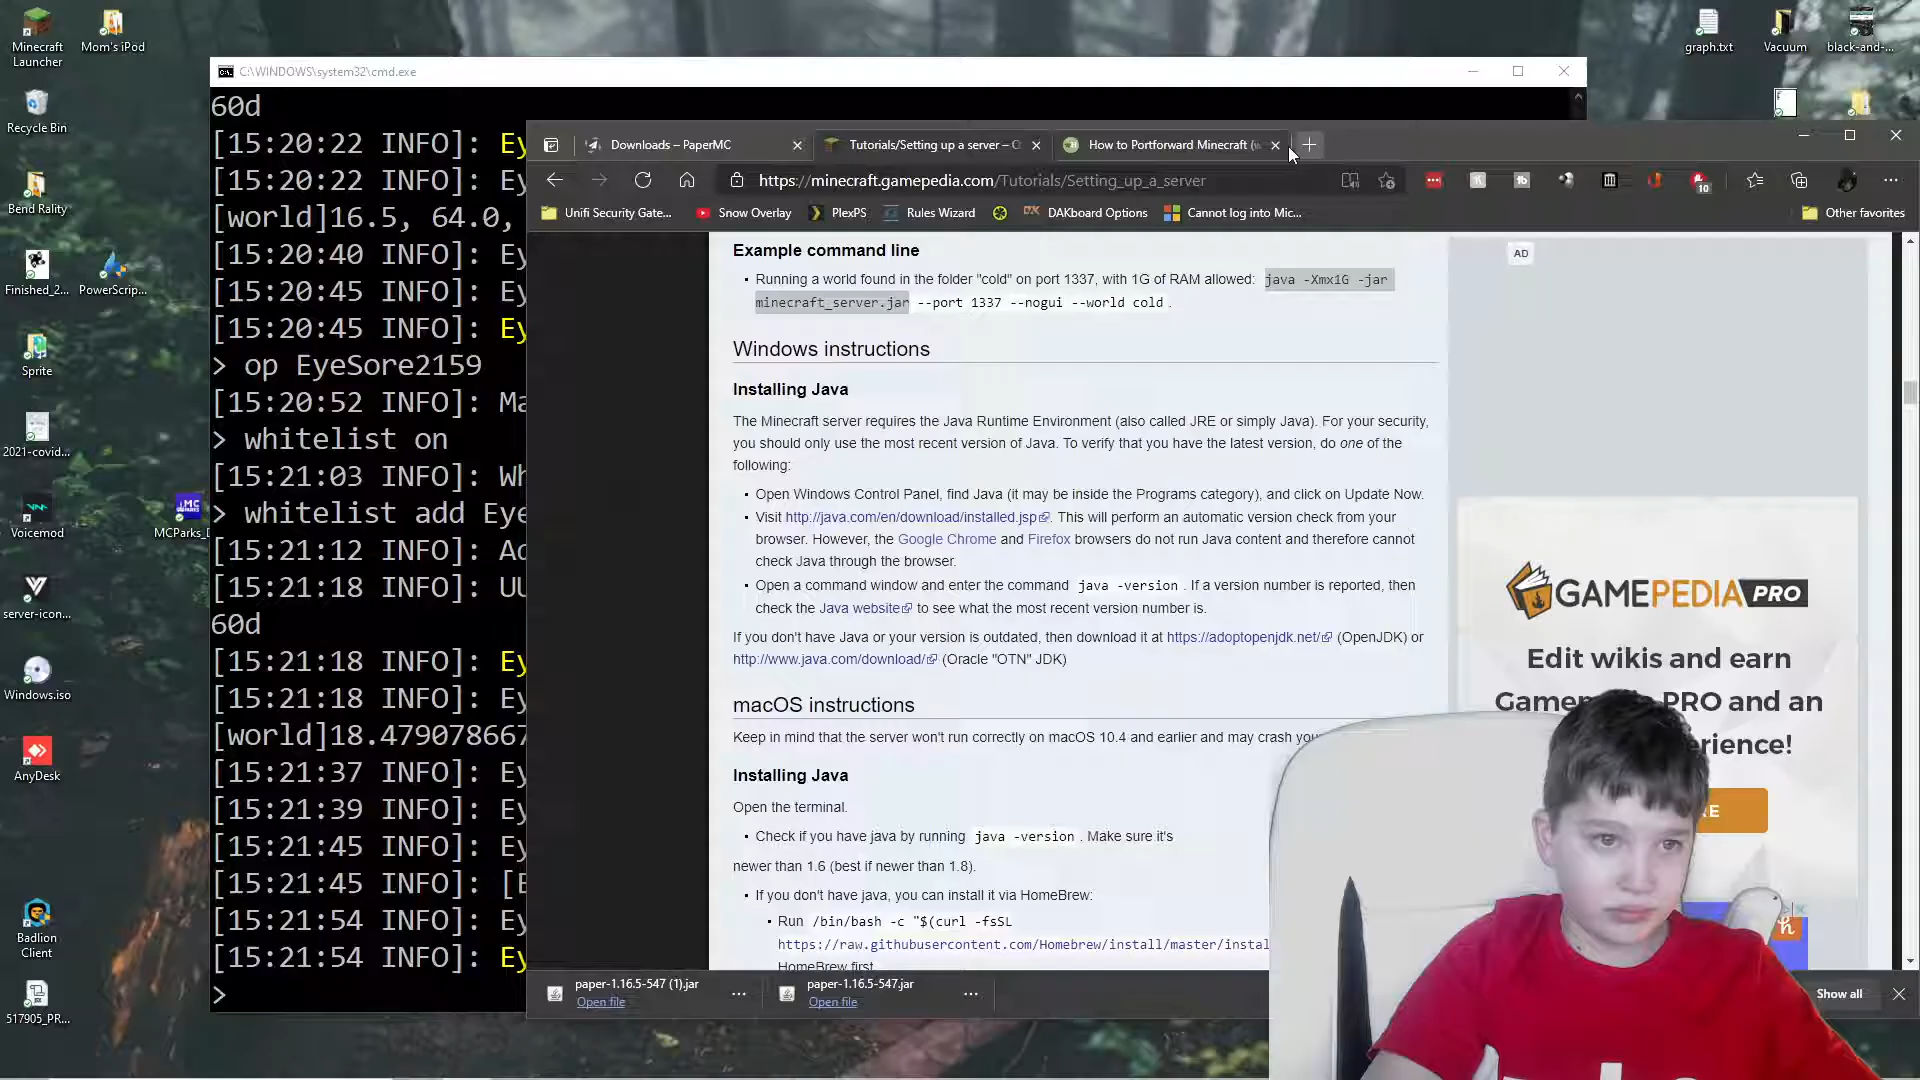 Minecraft
Launcher
Mom's iPod
Recycle Bin
Bend Rality
Finished_2...
PowerScrip...
Sprite
2021-covid...
Voicemod
MCParks_
server-icon...
Windows.iso
AnyDesk
Badlion
Client
517905_PR...
graph.txt
Vacuum
black-and-...
C:\WINDOWS\system32\cmd.exe
60d
[15:20:22 INFO]: Ey
[15:20:22 INFO]: Ey
[world]16.5, 64.0,
[15:20:40 INFO]: Ey
[15:20:45 INFO]: Ey
[15:20:45 INFO]: Ey
> op EyeSore2159
[15:20:52 INFO]: Ma
> whitelist on
[15:21:03 INFO]: Wh
> whitelist add Eye
[15:21:12 INFO]: Ad
[15:21:18 INFO]: UU
60d
[15:21:18 INFO]: Ey
[15:21:18 INFO]: Ey
[world]18.479078667
[15:21:37 INFO]: Ey
[15:21:39 INFO]: Ey
[15:21:45 INFO]: Ey
[15:21:45 INFO]: [E
[15:21:54 INFO]: Ey
[15:21:54 INFO]: Ey
>
Downloads – PaperMC
Tutorials/Setting up a server –
How to Portforward Minecraft (
https://minecraft.gamepedia.com/Tutorials/Setting_up_a_server
10
Unifi Security Gate...
Snow Overlay
PlexPS
Rules Wizard
DAKboard Options
Cannot log into Mic...
Other favorites
Example command line
Running a world found in the folder "cold" on port 1337, with 1G of RAM allowed: java -Xmx1G -jar
minecraft_server.jar --port 1337 --nogui --world cold .
Windows instructions
Installing Java
The Minecraft server requires the Java Runtime Environment (also called JRE or simply Java). For your security,
you should only use the most recent version of Java. To verify that you have the latest version, do one of the
following:
Open Windows Control Panel, find Java (it may be inside the Programs category), and click on Update Now.
Visit http://java.com/en/download/installed.jsp. This will perform an automatic version check from your
browser. However, the Google Chrome and Firefox browsers do not run Java content and therefore cannot
check Java through the browser.
Open a command window and enter the command java -version . If a version number is reported, then
check the Java website to see what the most recent version number is.
If you don't have Java or your version is outdated, then download it at https://adoptopenjdk.net/ (OpenJDK) or
http://www.java.com/download/ (Oracle "OTN" JDK)
macOS instructions
Keep in mind that the server won't run correctly on macOS 10.4 and earlier and may crash you
Installing Java
Open the terminal.
Check if you have java by running java -version . Make sure it's
newer than 1.6 (best if newer than 1.8).
If you don't have java, you can install it via HomeBrew:
Run /bin/bash -c "$(curl -fsSL
https://raw.githubusercontent.com/Homebrew/install/master/instal
HomeBrew first
AD
GAMEPEDIA PRO
Edit wikis and earn
Gamep PRO and an
erience!
RE
paper-1.16.5-547 (1).jar
Open file
paper-1.16.5-547.jar
Open file
Show all